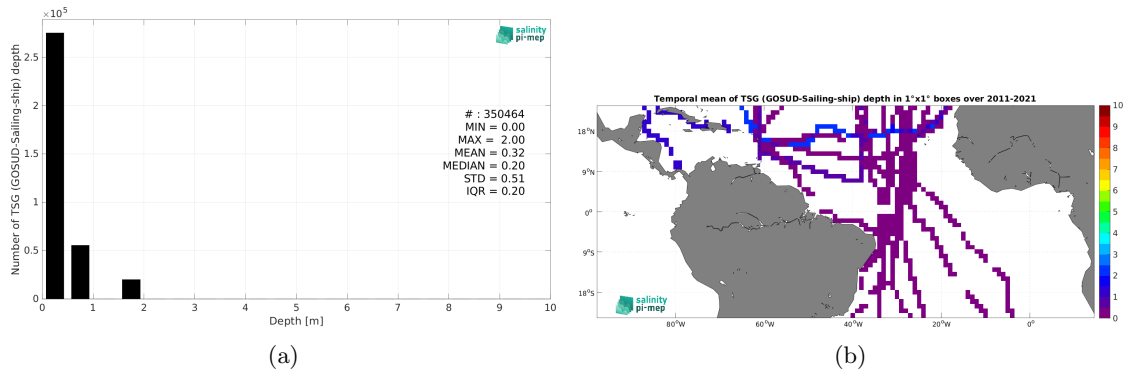 ×10⁵
2.5
2
1.5
1
0.5
0
Number of TSG (GOSUD-Sailing-ship) depth
salinity
pi-mep
# : 350464
MIN = 0.00
MAX = 2.00
MEAN = 0.32
MEDIAN = 0.20
STD = 0.51
IQR = 0.20
0 1 2 3 4 5 6 7 8 9 10
Depth [m]
(a)
Temporal mean of TSG (GOSUD-Sailing-ship) depth in 1°x1° boxes over 2011-2021
18°N
9°N
0°
9°S
18°S
80°W 60°W 40°W 20°W 0°
salinity
pi-mep
10
9
8
7
6
5
4
3
2
1
0
(b)